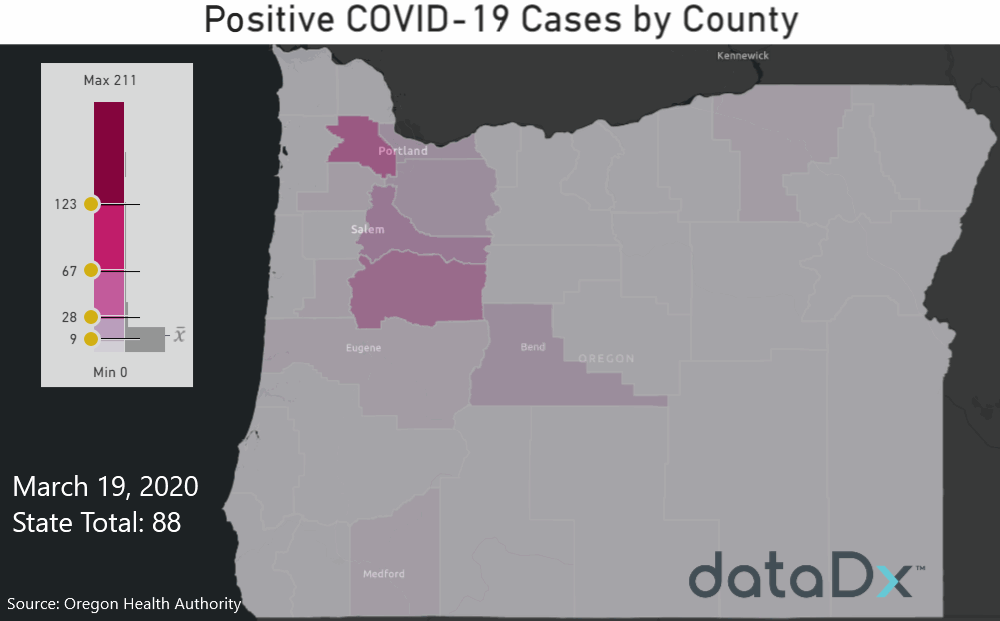 Positive COVID-19 Cases by County
Kennewick
Max 211
Portland
123
Salem
67
28
9
x̄
Eugene
Bend
OREGON
Min 0
March 19, 2020
State Total: 88
Medford
dataDx™
Source: Oregon Health Authority